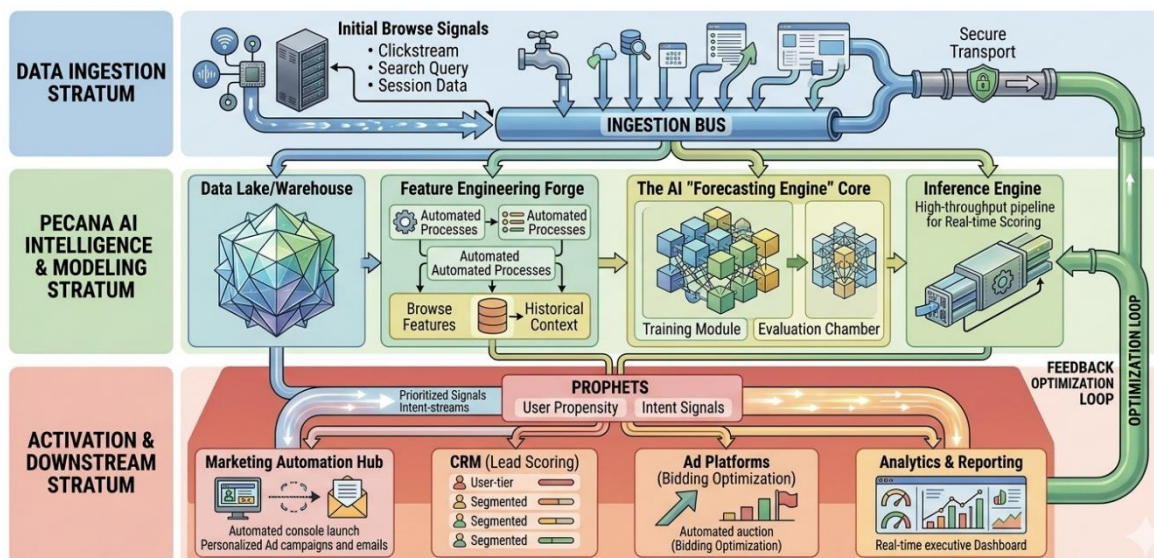 DATA INGESTION
STRATUM
Initial Browse Signals
• Clickstream
• Search Query
• Session Data
Secure
Transport
INGESTION BUS
PECANA AI
INTELLIGENCE
& MODELING
STRATUM
Data Lake/Warehouse
Feature Engineering Forge
Automated
Processes
Automated
Processes
Automated
Automated Processes
Browse
Features
Historical
Context
The AI "Forecasting Engine" Core
Training Module
Evaluation Chamber
Inference Engine
High-throughput pipeline
for Real-time Scoring
OPTIMIZATION LOOP
FEEDBACK
OPTIMIZATION
LOOP
ACTIVATION &
DOWNSTREAM
STRATUM
Prioritized Signals
Intent-streams
PROPHETS
User Propensity
Intent Signals
Marketing Automation Hub
Automated console launch
Personalized Ad campaigns and emails
CRM (Lead Scoring)
User-tier
Segmented
Segmented
Segmented
Ad Platforms
(Bidding Optimization)
Automated auction
(Bidding Optimization)
Analytics & Reporting
Real-time executive Dashboard